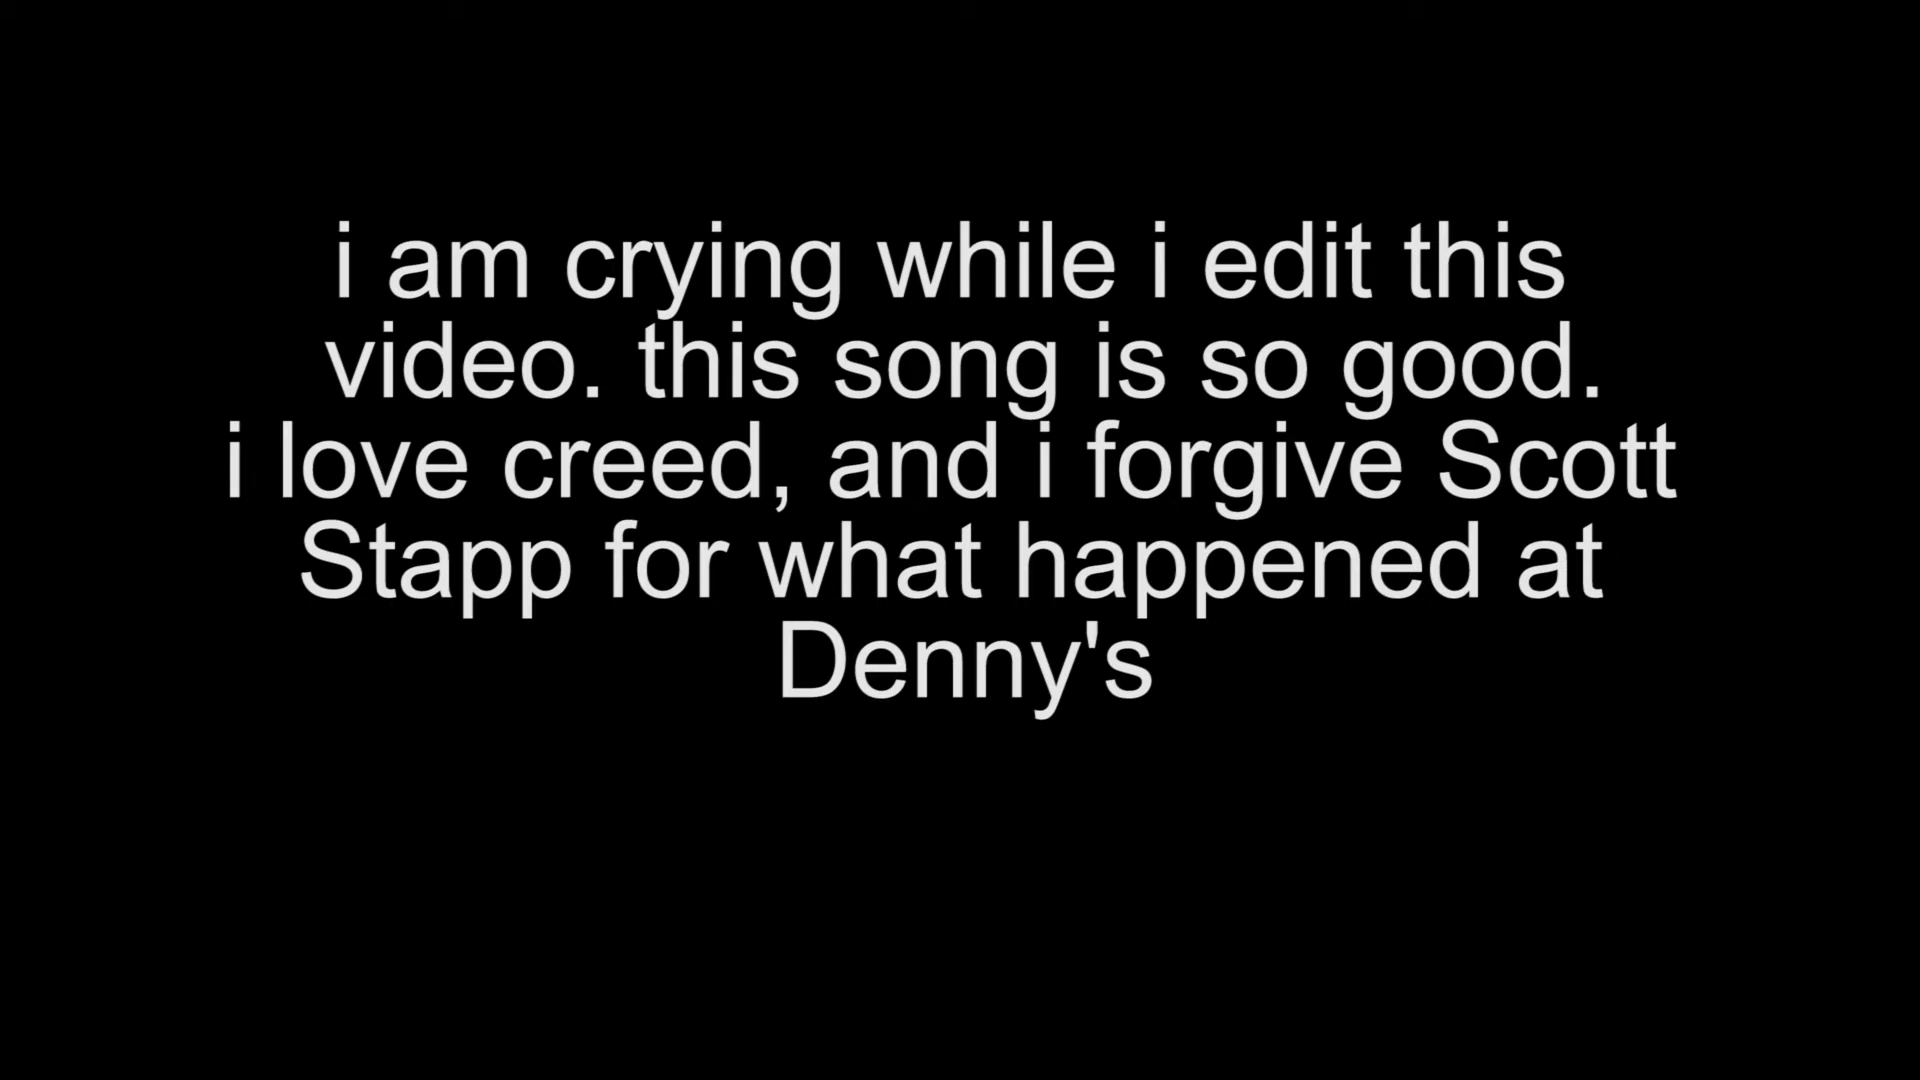 i am crying while i edit this
video. this song is so good.
i love creed, and i forgive Scott
Stapp for what happened at
Denny's